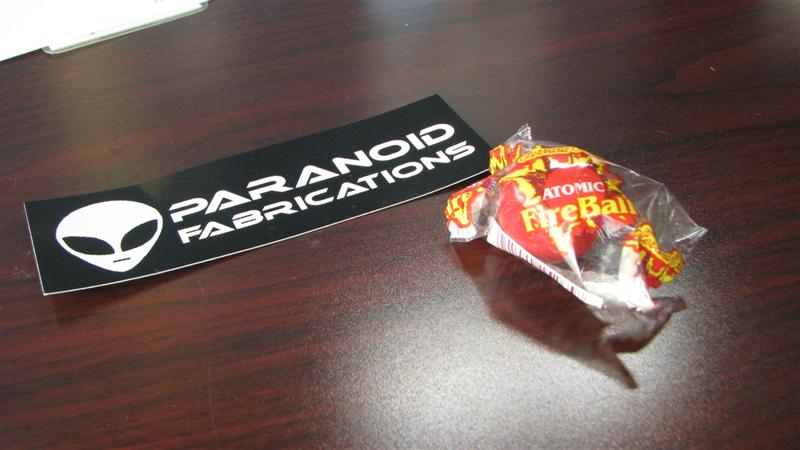 PARANOID
FABRICATIONS
ATOMIC
FireBall